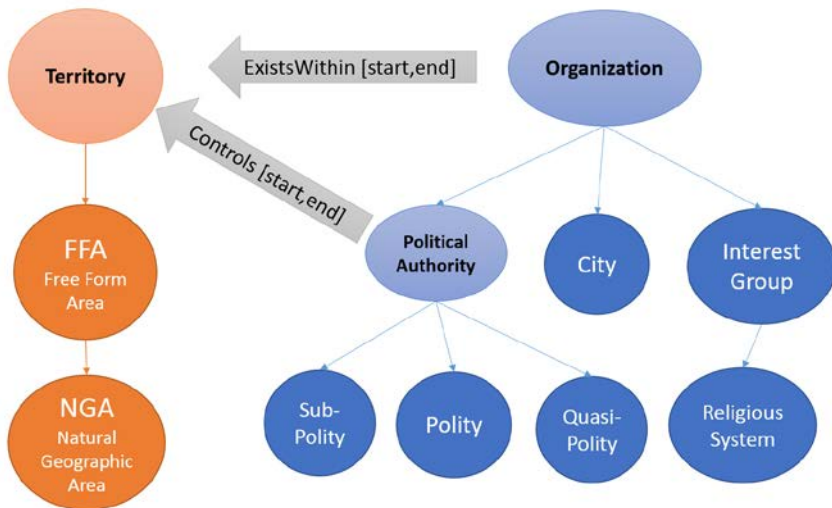 Territory
ExistsWithin [start,end]
Organization
Controls [start,end]
FFA
Free Form
Area
Political
Authority
City
Interest
Group
NGA
Natural
Geographic
Area
Sub-
Polity
Polity
Quasi-
Polity
Religious
System